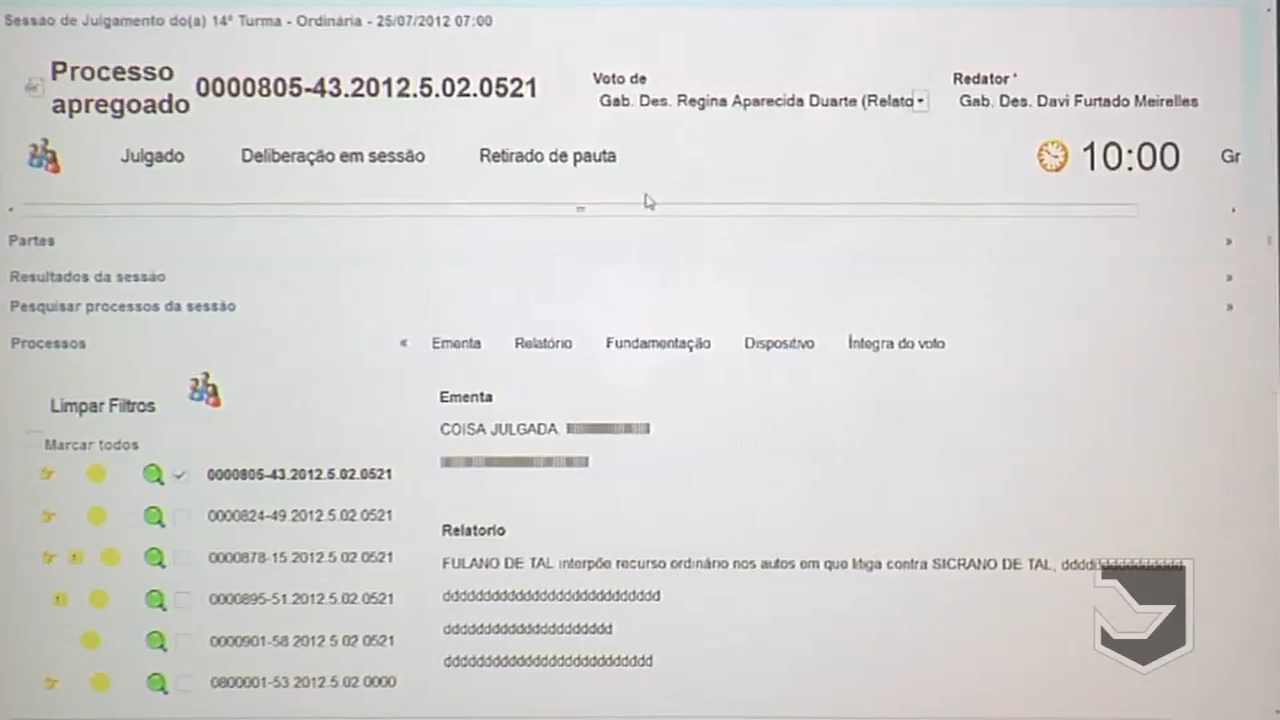 Sessão de Julgamento do(a) 14ª Turma - Ordinária - 25/07/2012 07:00
Processo apregoado 0000805-43.2012.5.02.0521
Voto de
Gab. Des. Regina Aparecida Duarte (Relato
Redator*
Gab. Des. Davi Furtado Meirelles
Julgado Deliberação em sessão Retirado de pauta 10:00 Gr
Partes
Resultados da sessão
Pesquisar processos da sessão
Processos « Ementa Relatório Fundamentação Dispositivo Íntegra do voto
Limpar Filtros
Marcar todos
0000805-43.2012.5.02.0521
0000824-49.2012.5.02.0521
0000878-15.2012.5.02.0521
0000895-51.2012.5.02.0521
0000901-58.2012.5.02.0521
0800001-53.2012.5.02.0000
Ementa
COISA JULGADA.
Relatorio
FULANO DE TAL interpõe recurso ordinário nos autos em que litiga contra SICRANO DE TAL,